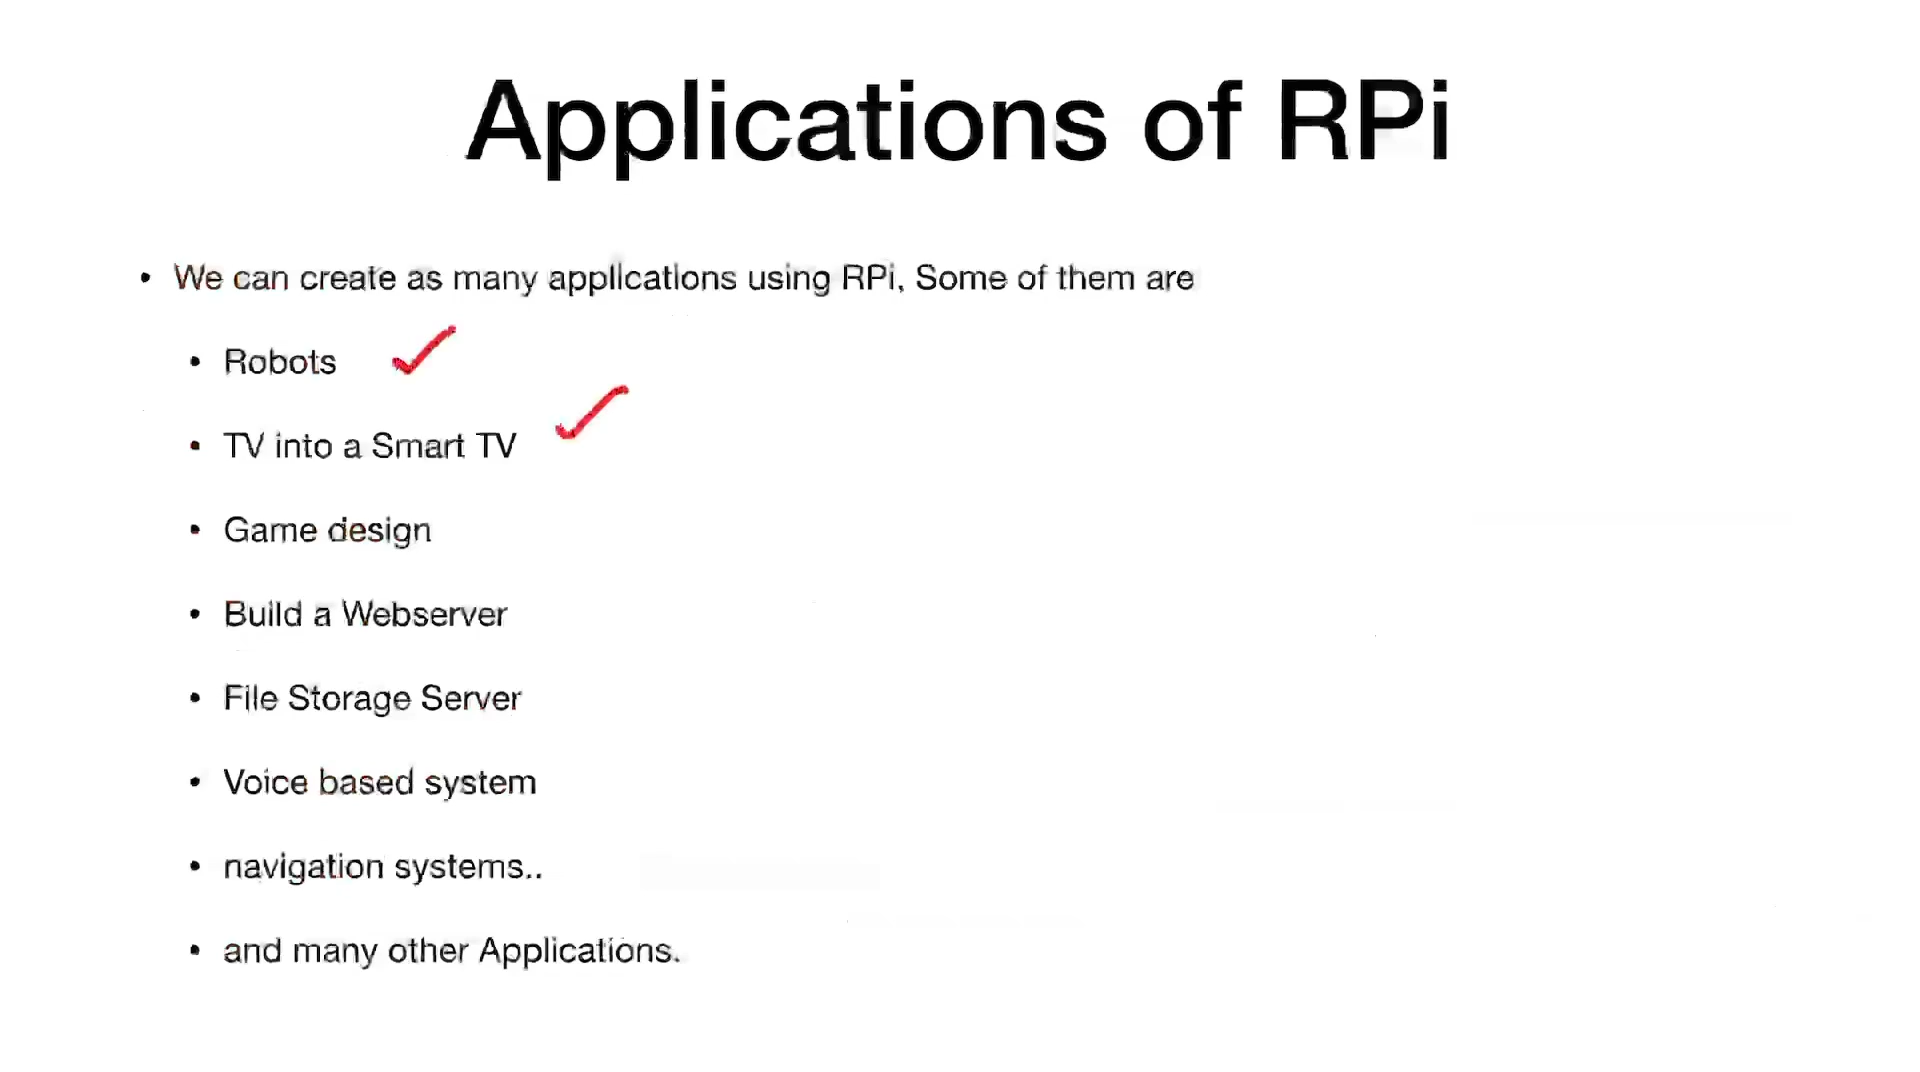 Applications of RPi
• We can create as many applications using RPi, Some of them are
• Robots
• TV into a Smart TV
• Game design
• Build a Webserver
• File Storage Server
• Voice based system
• navigation systems..
• and many other Applications.